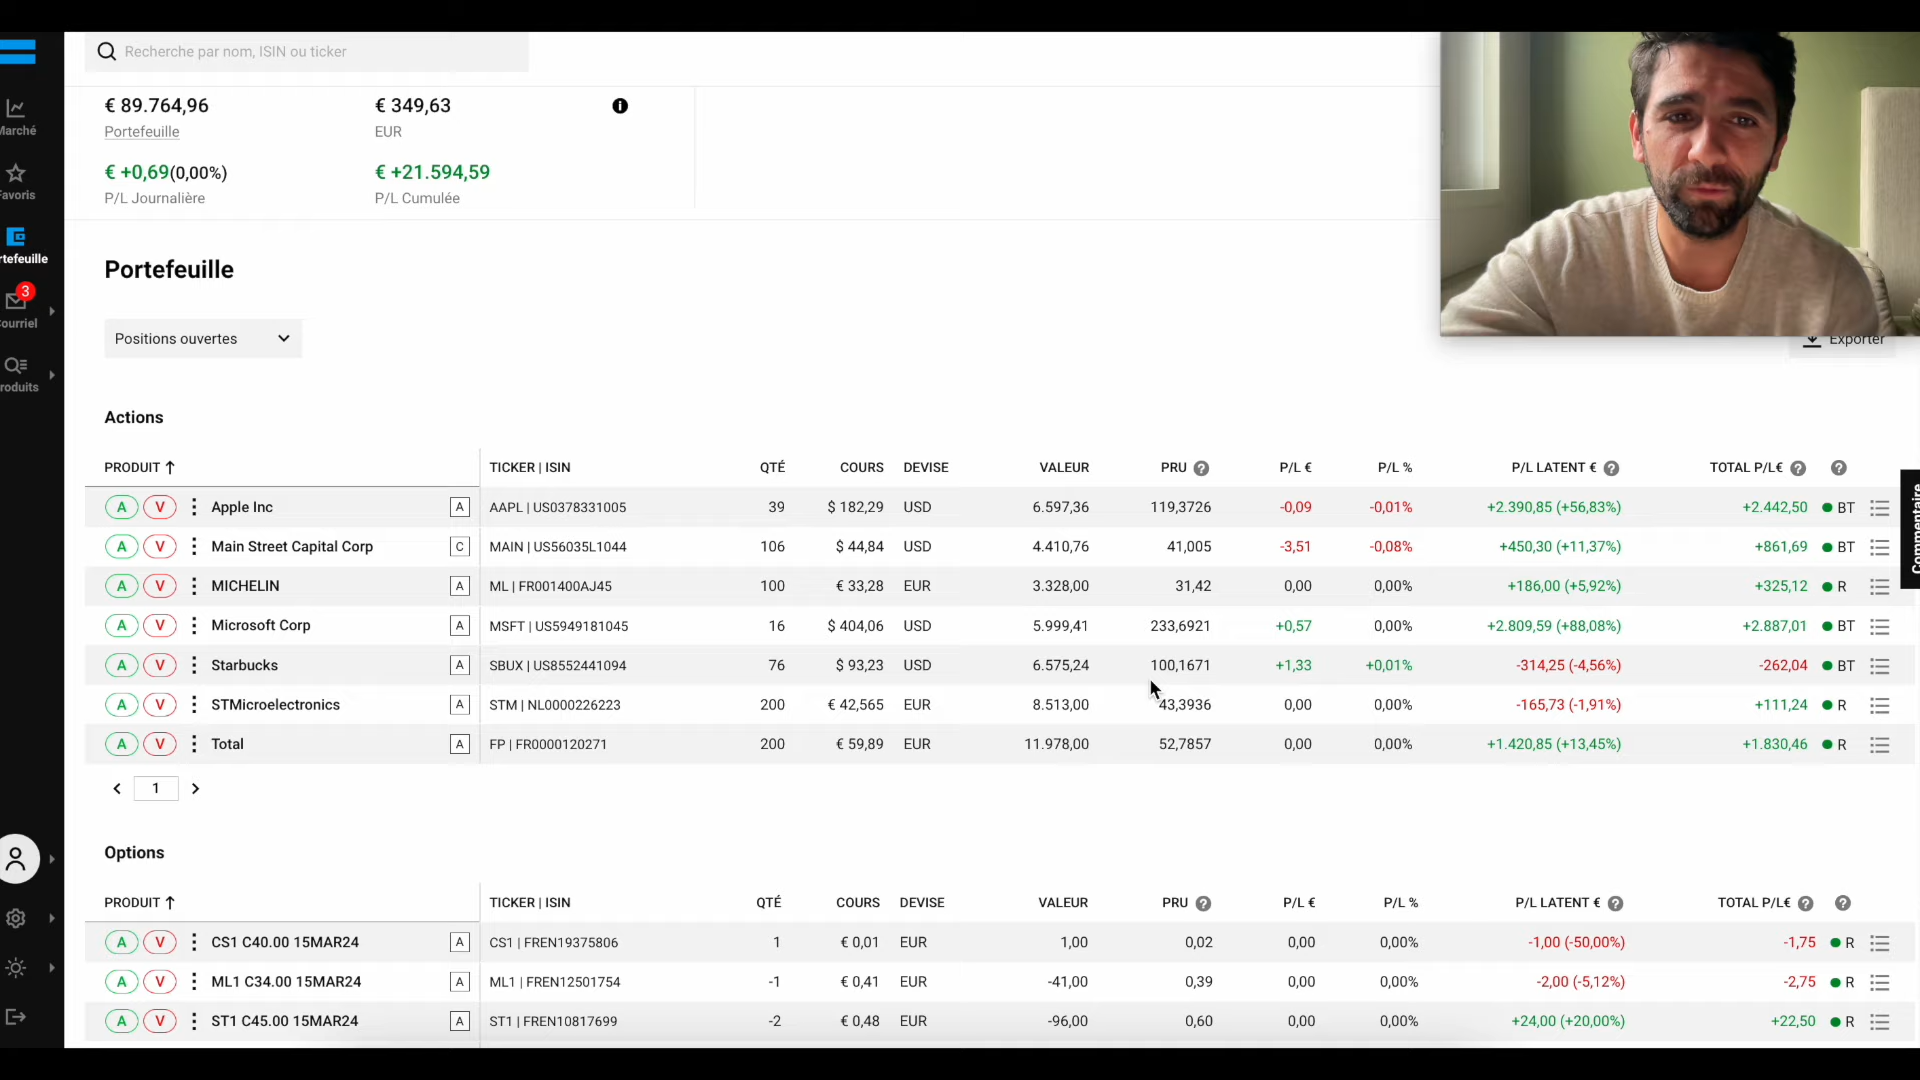 Recherche par nom, ISIN ou ticker
€ 89.764,96 € 349,63
Portefeuille EUR
€ +0,69(0,00%) € +21.594,59
P/L Journalière P/L Cumulée
Marché
Favoris
rtefeuille
3
ourriel
roduits
Portefeuille
Positions ouvertes
Exporter
Commentaire
Actions
PRODUIT TICKER | ISIN QTÉ COURS DEVISE VALEUR PRU ? P/L € P/L % P/L LATENT € ? TOTAL P/L€ ? ?
A V Apple Inc A AAPL | US0378331005 39 $ 182,29 USD 6.597,36 119,3726 -0,09 -0,01% +2.390,85 (+56,83%) +2.442,50 BT
A V Main Street Capital Corp C MAIN | US56035L1044 106 $ 44,84 USD 4.410,76 41,005 -3,51 -0,08% +450,30 (+11,37%) +861,69 BT
A V MICHELIN A ML | FR001400AJ45 100 € 33,28 EUR 3.328,00 31,42 0,00 0,00% +186,00 (+5,92%) +325,12 R
A V Microsoft Corp A MSFT | US5949181045 16 $ 404,06 USD 5.999,41 233,6921 +0,57 0,00% +2.809,59 (+88,08%) +2.887,01 BT
A V Starbucks A SBUX | US8552441094 76 $ 93,23 USD 6.575,24 100,1671 +1,33 +0,01% -314,25 (-4,56%) -262,04 BT
A V STMicroelectronics A STM | NL0000226223 200 € 42,565 EUR 8.513,00 43,3936 0,00 0,00% -165,73 (-1,91%) +111,24 R
A V Total A FP | FR0000120271 200 € 59,89 EUR 11.978,00 52,7857 0,00 0,00% +1.420,85 (+13,45%) +1.830,46 R
1
Options
PRODUIT TICKER | ISIN QTÉ COURS DEVISE VALEUR PRU ? P/L € P/L % P/L LATENT € ? TOTAL P/L€ ? ?
A V CS1 C40.00 15MAR24 A CS1 | FREN19375806 1 € 0,01 EUR 1,00 0,02 0,00 0,00% -1,00 (-50,00%) -1,75 R
A V ML1 C34.00 15MAR24 A ML1 | FREN12501754 -1 € 0,41 EUR -41,00 0,39 0,00 0,00% -2,00 (-5,12%) -2,75 R
A V ST1 C45.00 15MAR24 A ST1 | FREN10817699 -2 € 0,48 EUR -96,00 0,60 0,00 0,00% +24,00 (+20,00%) +22,50 R